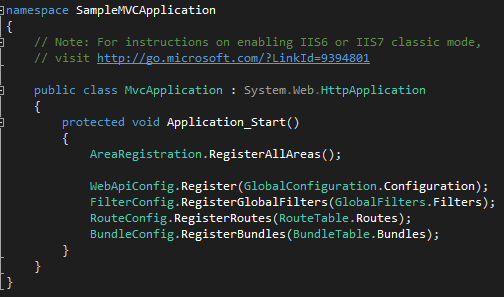 namespace SampleMVCApplication
{
// Note: For instructions on enabling IIS6 or IIS7 classic mode,
// visit http://go.microsoft.com/?LinkId=9394801
public class MvcApplication : System.Web.HttpApplication
{
protected void Application_Start()
{
AreaRegistration.RegisterAllAreas();
WebApiConfig.Register(GlobalConfiguration.Configuration);
FilterConfig.RegisterGlobalFilters(GlobalFilters.Filters);
RouteConfig.RegisterRoutes(RouteTable.Routes);
BundleConfig.RegisterBundles(BundleTable.Bundles);
}
}
}